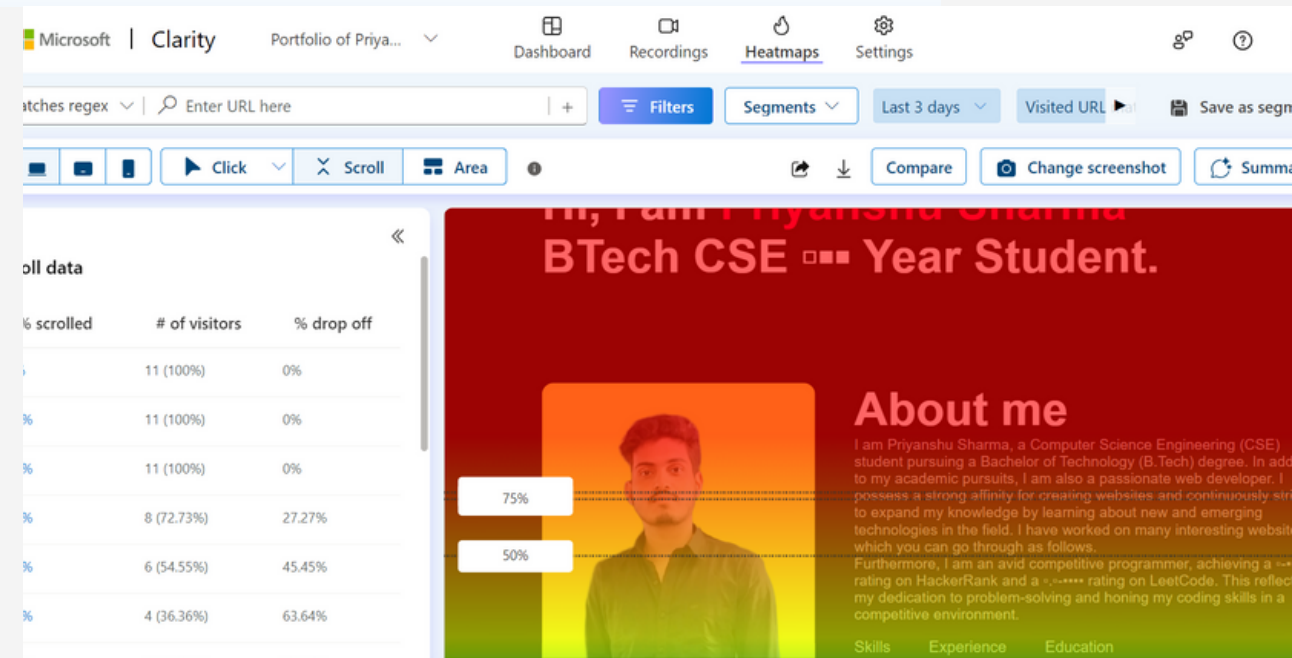 Microsoft | Clarity
Portfolio of Priya...
Dashboard
Recordings
Heatmaps
Settings
atches regex
Enter URL here
+
Filters
Segments
Last 3 days
Visited URL
Save as segm
Click
Scroll
Area
Compare
Change screenshot
Summa
oll data
% scrolled # of visitors % drop off
11 (100%) 0%
% 11 (100%) 0%
% 11 (100%) 0%
% 8 (72.73%) 27.27%
% 6 (54.55%) 45.45%
% 4 (36.36%) 63.64%
Hi, I am Priyanshu Sharma
BTech CSE Year Student.
75%
50%
About me
I am Priyanshu Sharma, a Computer Science Engineering (CSE)
student pursuing a Bachelor of Technology (B.Tech) degree. In add
to my academic pursuits, I am also a passionate web developer. I
possess a strong affinity for creating websites and continuously stri
to expand my knowledge by learning about new and emerging
technologies in the field. I have worked on many interesting website
which you can go through as follows.
Furthermore, I am an avid competitive programmer, achieving a
rating on HackerRank and a rating on LeetCode. This reflec
my dedication to problem-solving and honing my coding skills in a
competitive environment.
Skills Experience Education